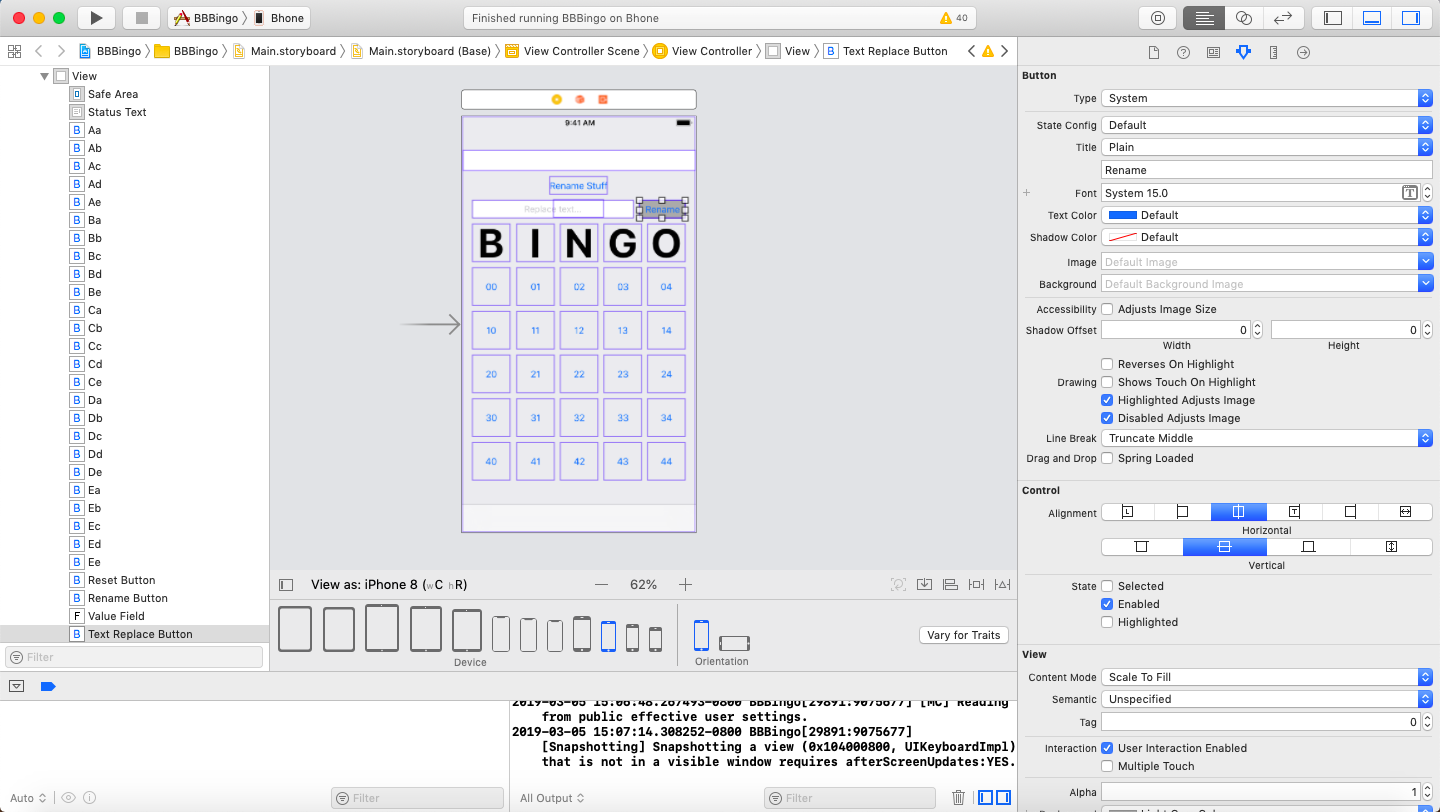 BBBingo
Bhone
Finished running BBBingo on Bhone
40
BBBingo
BBBingo
Main.storyboard
Main.storyboard (Base)
View Controller Scene
View Controller
View
B Text Replace Button
View
Safe Area
Status Text
B Aa
B Ab
B Ac
B Ad
B Ae
B Ba
B Bb
B Bc
B Bd
B Be
B Ca
B Cb
B Cc
B Cd
B Ce
B Da
B Db
B Dc
B Dd
B De
B Ea
B Eb
B Ec
B Ed
B Ee
B Reset Button
B Rename Button
F Value Field
B Text Replace Button
Filter
9:41 AM
Rename Stuff
Replace text...
Rename
B I N G O
00 01 02 03 04
10 11 12 13 14
20 21 22 23 24
30 31 32 33 34
40 41 42 43 44
View as: iPhone 8 (wC hR)
62%
Device
Orientation
Vary for Traits
Button
Type System
State Config Default
Title Plain
Rename
Font System 15.0 T
Text Color Default
Shadow Color Default
Image Default Image
Background Default Background Image
Accessibility Adjusts Image Size
Shadow Offset 0 0
Width Height
Reverses On Highlight
Drawing Shows Touch On Highlight
Highlighted Adjusts Image
Disabled Adjusts Image
Line Break Truncate Middle
Drag and Drop Spring Loaded
Control
Alignment L T
Horizontal
Vertical
State Selected
Enabled
Highlighted
View
Content Mode Scale To Fill
Semantic Unspecified
Tag 0
Interaction User Interaction Enabled
Multiple Touch
Alpha 1
2019-03-05 15:06:48.267493-0800 BBBingo[29891:9075677] [MC] Reading
from public effective user settings.
2019-03-05 15:07:14.308252-0800 BBBingo[29891:9075677]
[Snapshotting] Snapshotting a view (0x104000800, UIKeyboardImpl)
that is not in a visible window requires afterScreenUpdates:YES.
Auto
Filter
All Output
Filter